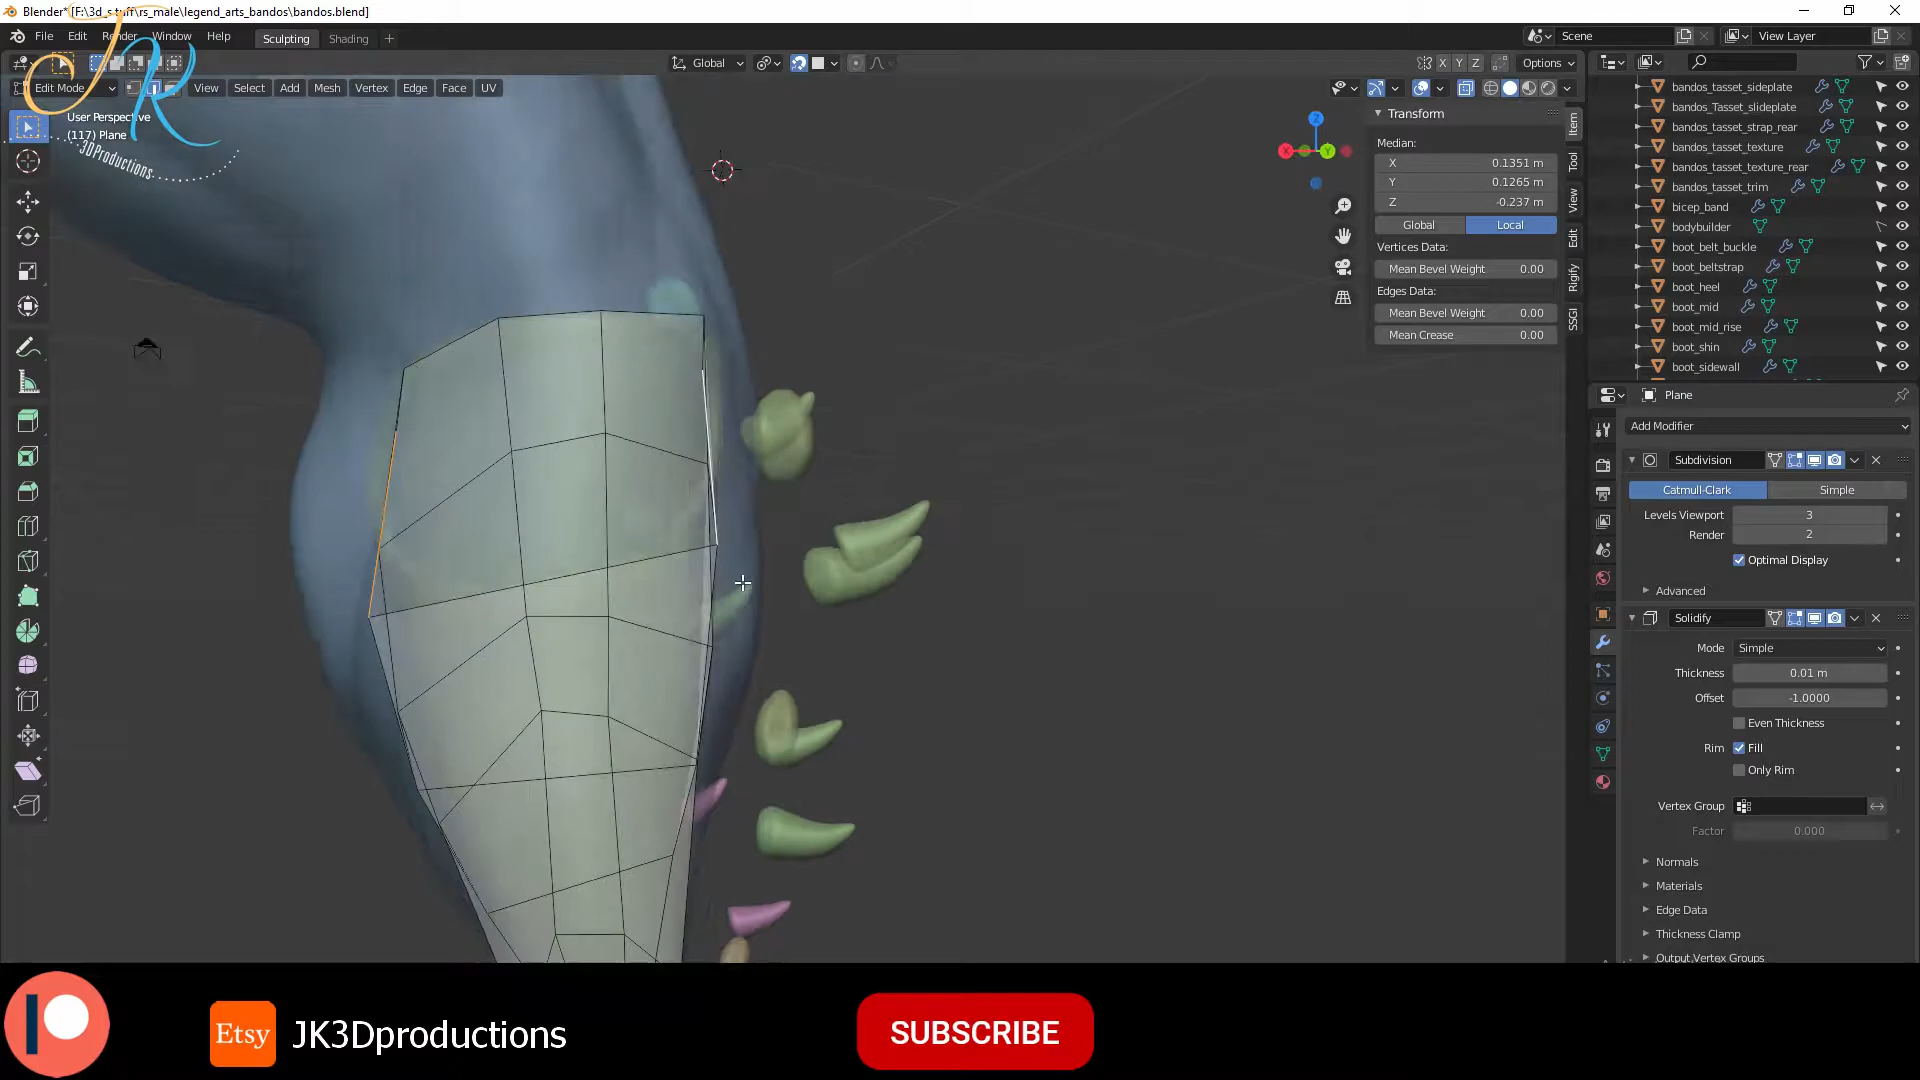 Blender* [F:\3d_stuff\rs_male\legend_arts_bandos\bandos.blend]
File Edit Render Window Help Sculpting Shading + Scene View Layer
Global Options X Y Z
Edit Mode View Select Add Mesh Vertex Edge Face UV
JR
3DProductions
User Perspective
(117) Plane
Transform
Median:
X 0.1351 m
Y 0.1265 m
Z -0.237 m
Global Local
Vertices Data:
Mean Bevel Weight 0.00
Edges Data:
Mean Bevel Weight 0.00
Mean Crease 0.00
Item
Tool
View
Edit
Rigify
SSGI
Z
X
Y
bandos_tasset_sideplate
bandos_Tasset_slideplate
bandos_tasset_strap_rear
bandos_tasset_texture
bandos_tasset_texture_rear
bandos_tasset_trim
bicep_band
bodybuilder
boot_belt_buckle
boot_beltstrap
boot_heel
boot_mid
boot_mid_rise
boot_shin
boot_sidewall
Plane
Add Modifier
Subdivision
Catmull-Clark Simple
Levels Viewport 3
Render 2
Optimal Display
Advanced
Solidify
Mode Simple
Thickness 0.01 m
Offset -1.0000
Even Thickness
Rim Fill
Only Rim
Vertex Group
Factor 0.000
Normals
Materials
Edge Data
Thickness Clamp
Output Vertex Groups
Etsy JK3Dproductions SUBSCRIBE